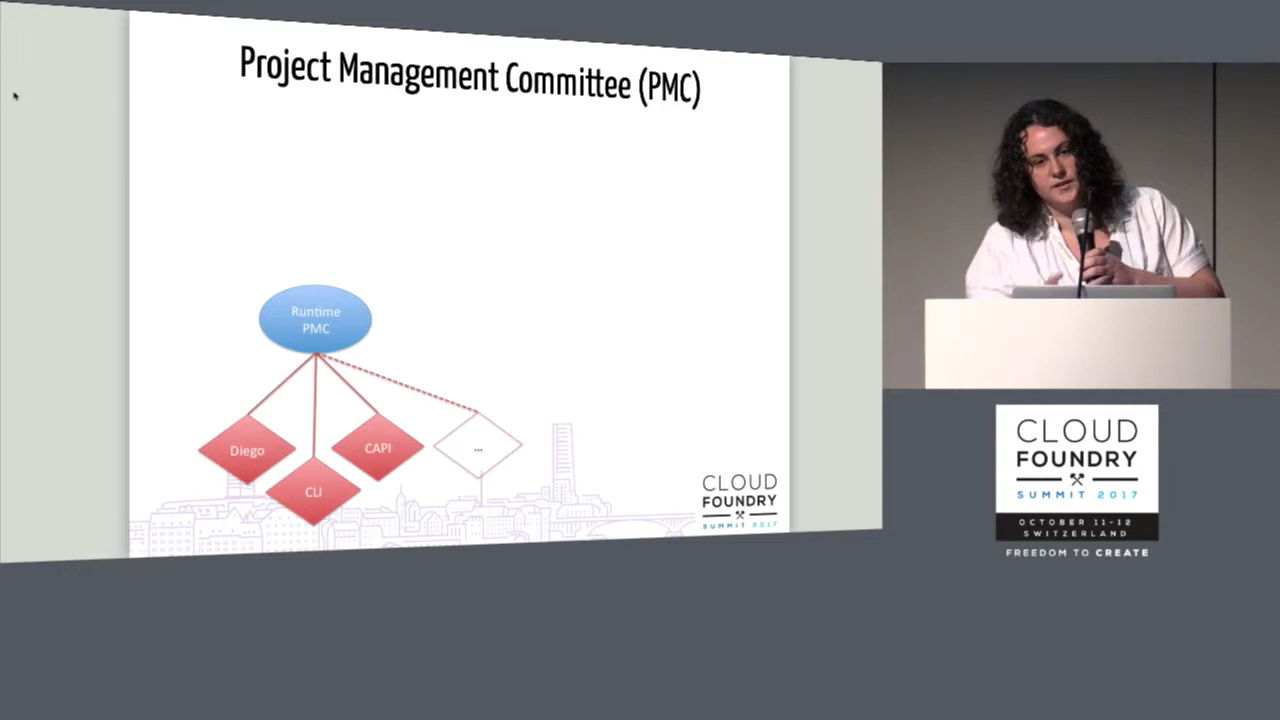 Project Management Committee (PMC)
Runtime
PMC
Diego
CAPI
...
CLI
CLOUD
FOUNDRY
SUMMIT 2017
CLOUD
FOUNDRY
SUMMIT 2017
OCTOBER 11-12
SWITZERLAND
FREEDOM TO CREATE